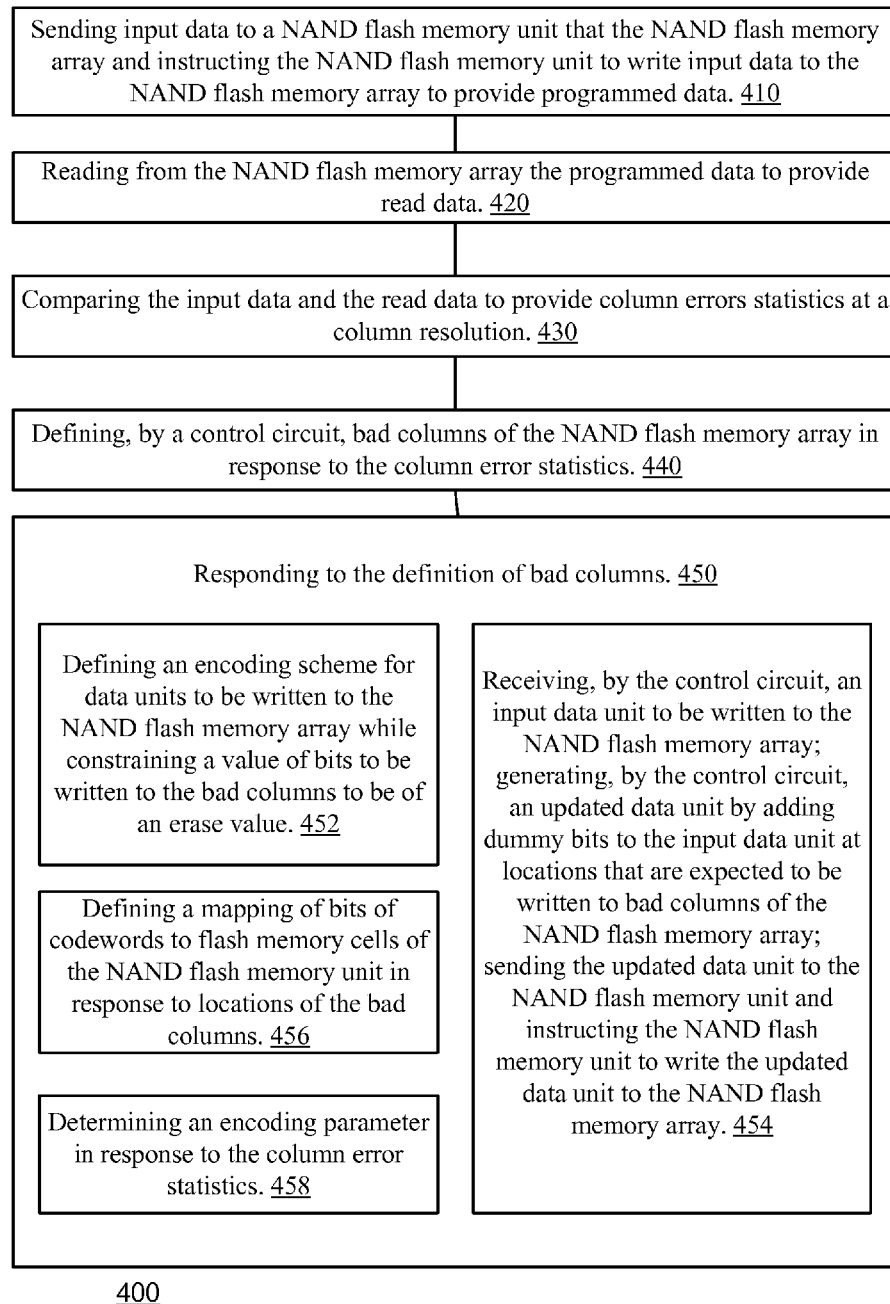 Sending input data to a NAND flash memory unit that the NAND flash memory
array and instructing the NAND flash memory unit to write input data to the
NAND flash memory array to provide programmed data. 410
Reading from the NAND flash memory array the programmed data to provide
read data. 420
Comparing the input data and the read data to provide column errors statistics at a
column resolution. 430
Defining, by a control circuit, bad columns of the NAND flash memory array in
response to the column error statistics. 440
Responding to the definition of bad columns. 450
Defining an encoding scheme for
data units to be written to the
NAND flash memory array while
constraining a value of bits to be
written to the bad columns to be of
an erase value. 452
Defining a mapping of bits of
codewords to flash memory cells of
the NAND flash memory unit in
response to locations of the bad
columns. 456
Determining an encoding parameter
in response to the column error
statistics. 458
Receiving, by the control circuit, an
input data unit to be written to the
NAND flash memory array;
generating, by the control circuit,
an updated data unit by adding
dummy bits to the input data unit at
locations that are expected to be
written to bad columns of the
NAND flash memory array;
sending the updated data unit to the
NAND flash memory unit and
instructing the NAND flash
memory unit to write the updated
data unit to the NAND flash
memory array. 454
400